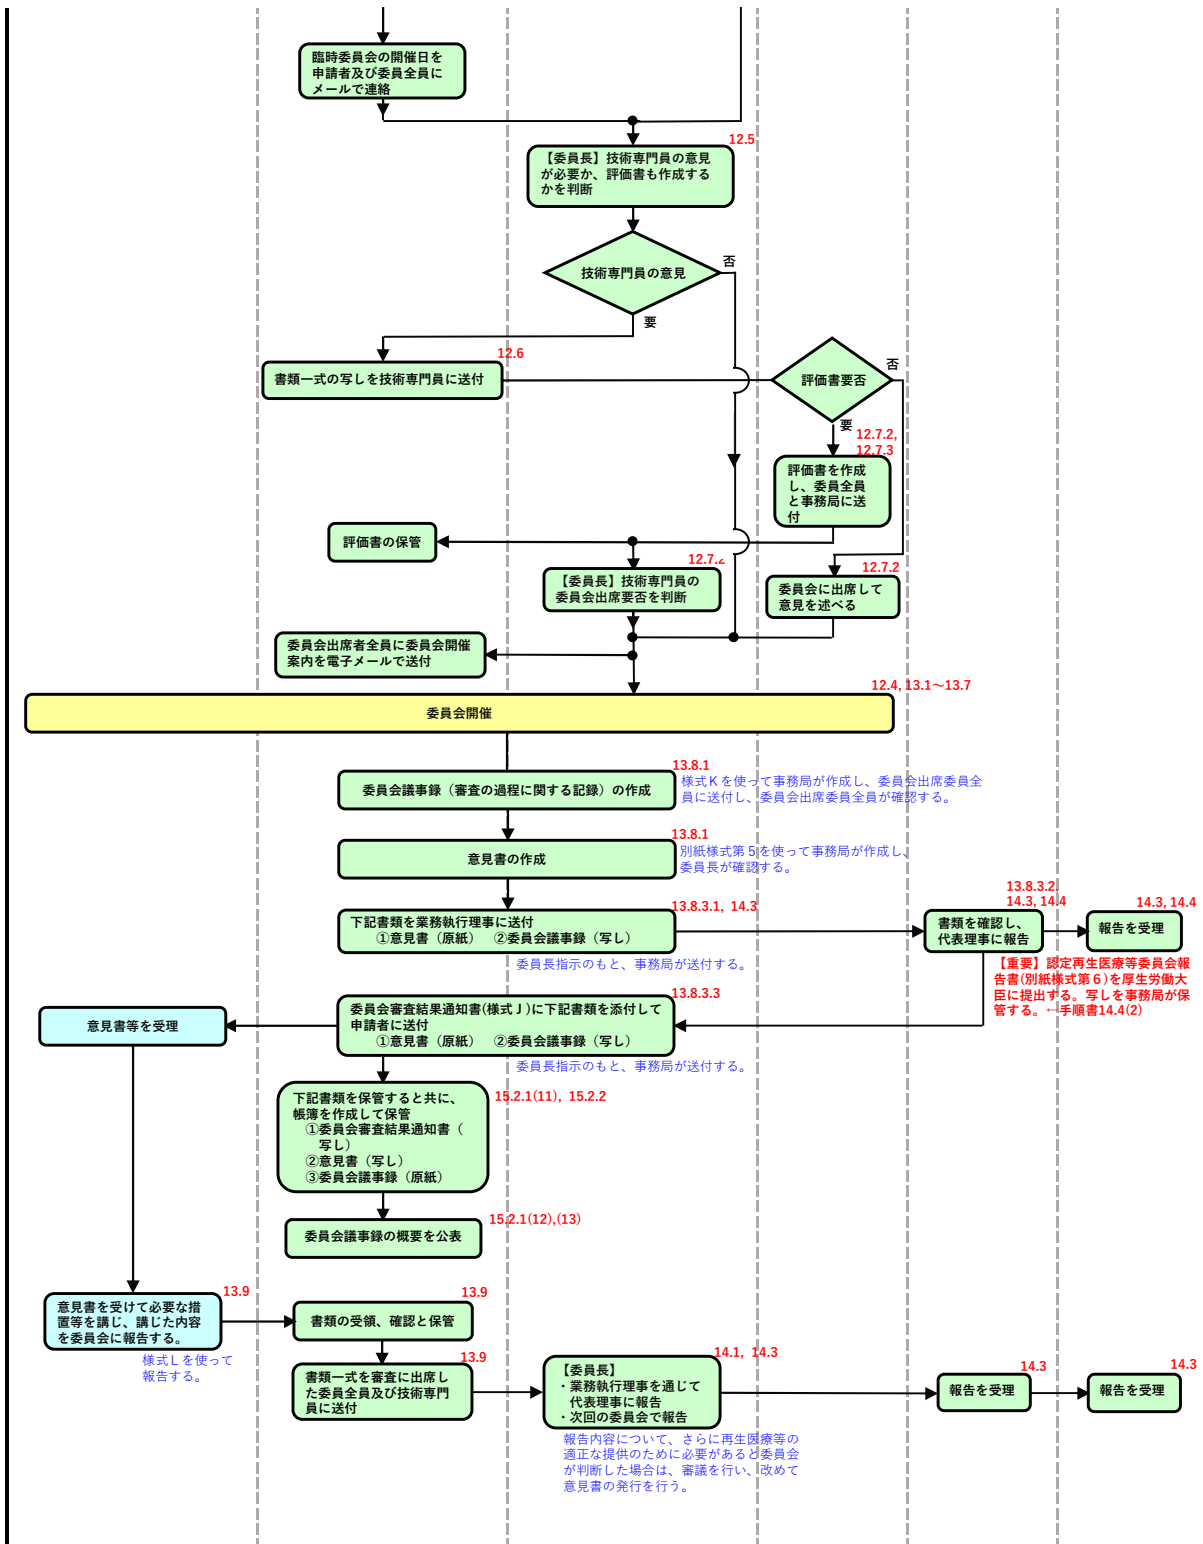 臨時委員会の開催日を
申請者及び委員全員に
メールで連絡
12.5
【委員長】技術専門員の意見
が必要か、評価書も作成する
かを判断
技術専門員の意見
否
要
12.6
書類一式の写しを技術専門員に送付
評価書要否
否
要
12.7.2,
12.7.3
評価書を作成
し、委員全員
と事務局に送
付
評価書の保管
12.7.2
【委員長】技術専門員の
委員会出席要否を判断
12.7.2
委員会に出席して
意見を述べる
委員会出席者全員に委員会開催
案内を電子メールで送付
12.4, 13.1～13.7
委員会開催
13.8.1
委員会議事録（審査の過程に関する記録）の作成
様式Ｋを使って事務局が作成し、委員会出席委員全
員に送付し、委員会出席委員全員が確認する。
13.8.1
意見書の作成
別紙様式第５を使って事務局が作成し、
委員長が確認する。
13.8.3.1, 14.3
下記書類を業務執行理事に送付
①意見書（原紙）　②委員会議事録（写し）
委員長指示のもと、事務局が送付する。
13.8.3.2,
14.3, 14.4
書類を確認し、
代表理事に報告
14.3, 14.4
報告を受理
【重要】認定再生医療等委員会報
告書(別紙様式第６)を厚生労働大
臣に提出する。写しを事務局が保
管する。←手順書14.4(2)
13.8.3.3
委員会審査結果通知書(様式Ｊ)に下記書類を添付して
申請者に送付
①意見書（原紙）　②委員会議事録（写し）
委員長指示のもと、事務局が送付する。
意見書等を受理
15.2.1(11), 15.2.2
下記書類を保管すると共に、
帳簿を作成して保管
①委員会審査結果通知書（
写し）
②意見書（写し）
③委員会議事録（原紙）
15.2.1(12),(13)
委員会議事録の概要を公表
13.9
意見書を受けて必要な措
置等を講じ、講じた内容
を委員会に報告する。
様式Ｌを使って
報告する。
13.9
書類の受領、確認と保管
13.9
書類一式を審査に出席し
た委員全員及び技術専門
員に送付
14.1, 14.3
【委員長】
・業務執行理事を通じて
代表理事に報告
・次回の委員会で報告
報告内容について、さらに再生医療等の
適正な提供のために必要があると委員会
が判断した場合は、審議を行い、改めて
意見書の発行を行う。
14.3
報告を受理
14.3
報告を受理